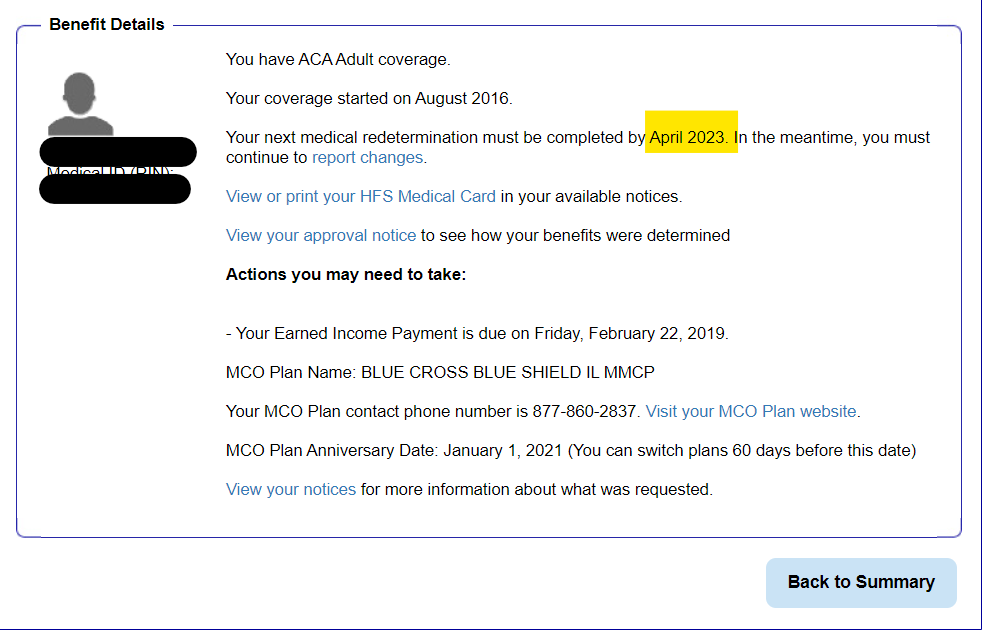 Benefit Details
You have ACA Adult coverage.
Your coverage started on August 2016.
Your next medical redetermination must be completed by April 2023. In the meantime, you must
continue to report changes.
Medical ID (RIN):
View or print your HFS Medical Card in your available notices.
View your approval notice to see how your benefits were determined
Actions you may need to take:
- Your Earned Income Payment is due on Friday, February 22, 2019.
MCO Plan Name: BLUE CROSS BLUE SHIELD IL MMCP
Your MCO Plan contact phone number is 877-860-2837. Visit your MCO Plan website.
MCO Plan Anniversary Date: January 1, 2021 (You can switch plans 60 days before this date)
View your notices for more information about what was requested.
Back to Summary